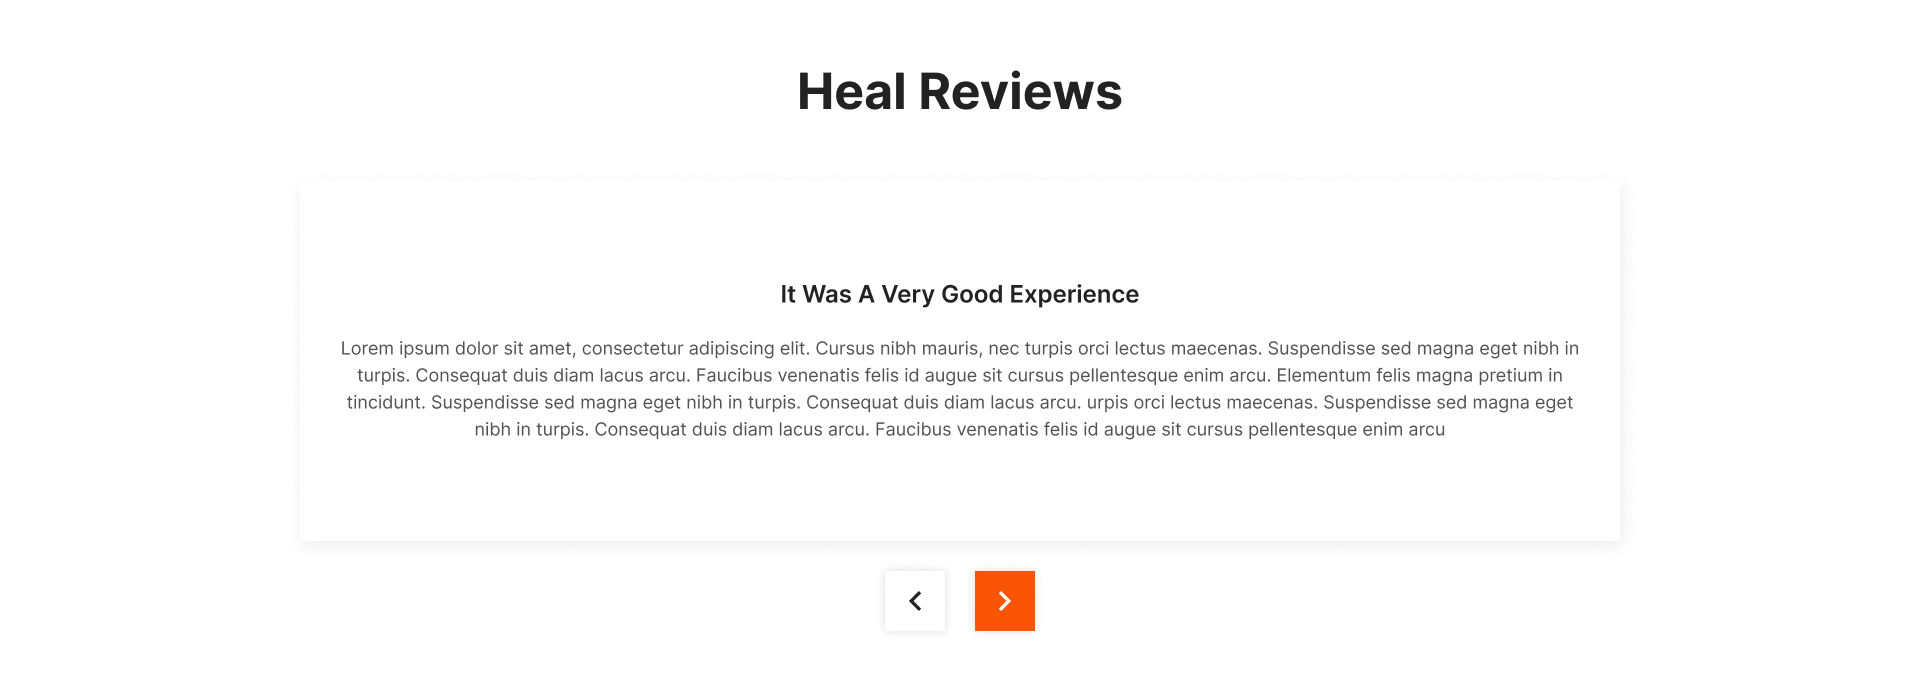 Heal Reviews
It Was A Very Good Experience
Lorem ipsum dolor sit amet, consectetur adipiscing elit. Cursus nibh mauris, nec turpis orci lectus maecenas. Suspendisse sed magna eget nibh in
turpis. Consequat duis diam lacus arcu. Faucibus venenatis felis id augue sit cursus pellentesque enim arcu. Elementum felis magna pretium in
tincidunt. Suspendisse sed magna eget nibh in turpis. Consequat duis diam lacus arcu. urpis orci lectus maecenas. Suspendisse sed magna eget
nibh in turpis. Consequat duis diam lacus arcu. Faucibus venenatis felis id augue sit cursus pellentesque enim arcu